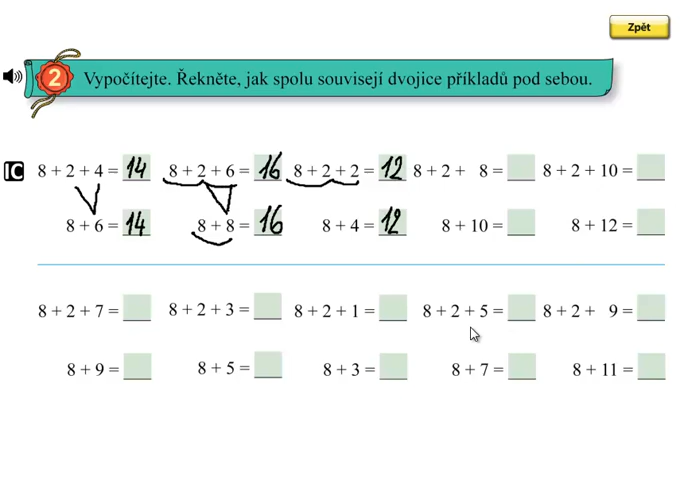 Zpět
2 Vypočítejte. Řekněte, jak spolu souvisejí dvojice příkladů pod sebou.
IC 8 + 2 + 4 = 14 8 + 2 + 6 = 16 8 + 2 + 2 = 12 8 + 2 + 8 = 8 + 2 + 10 =
8 + 6 = 14 8 + 8 = 16 8 + 4 = 12 8 + 10 = 8 + 12 =
8 + 2 + 7 = 8 + 2 + 3 = 8 + 2 + 1 = 8 + 2 + 5 = 8 + 2 + 9 =
8 + 9 = 8 + 5 = 8 + 3 = 8 + 7 = 8 + 11 =